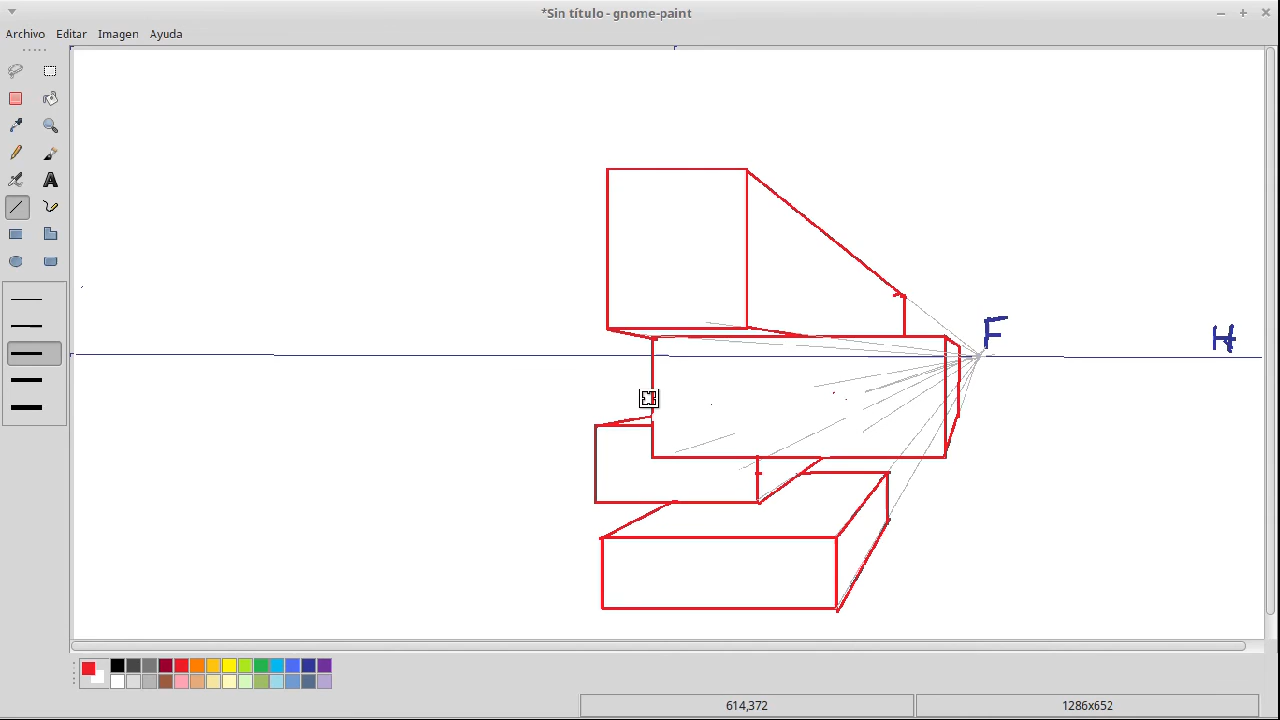 *Sin título - gnome-paint
Archivo Editar Imagen Ayuda
A
F
H
614,372 1286x652